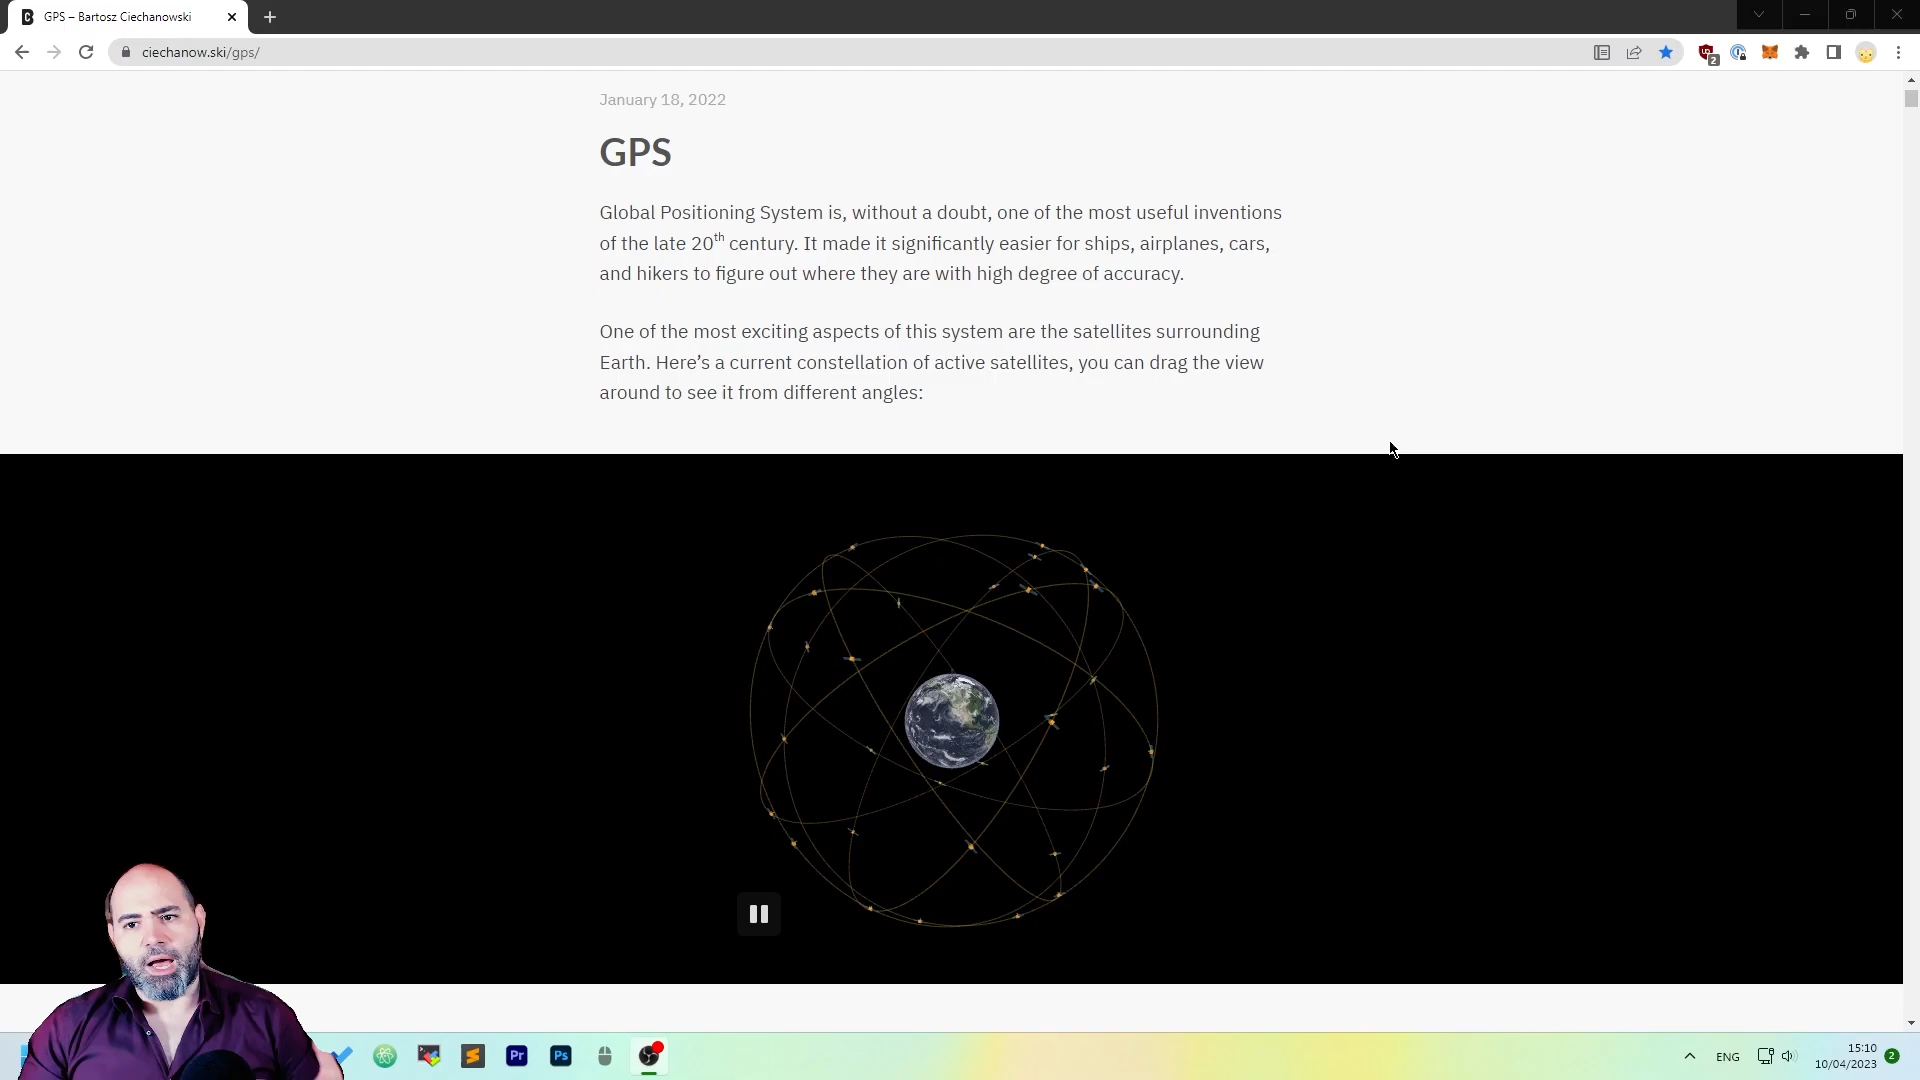 GPS – Bartosz Ciechanowski
ciechanow.ski/gps/
2
January 18, 2022
GPS
Global Positioning System is, without a doubt, one of the most useful inventions
of the late 20th century. It made it significantly easier for ships, airplanes, cars,
and hikers to figure out where they are with high degree of accuracy.
One of the most exciting aspects of this system are the satellites surrounding
Earth. Here’s a current constellation of active satellites, you can drag the view
around to see it from different angles:
Pr
Ps
ENG
15:10
10/04/2023
2